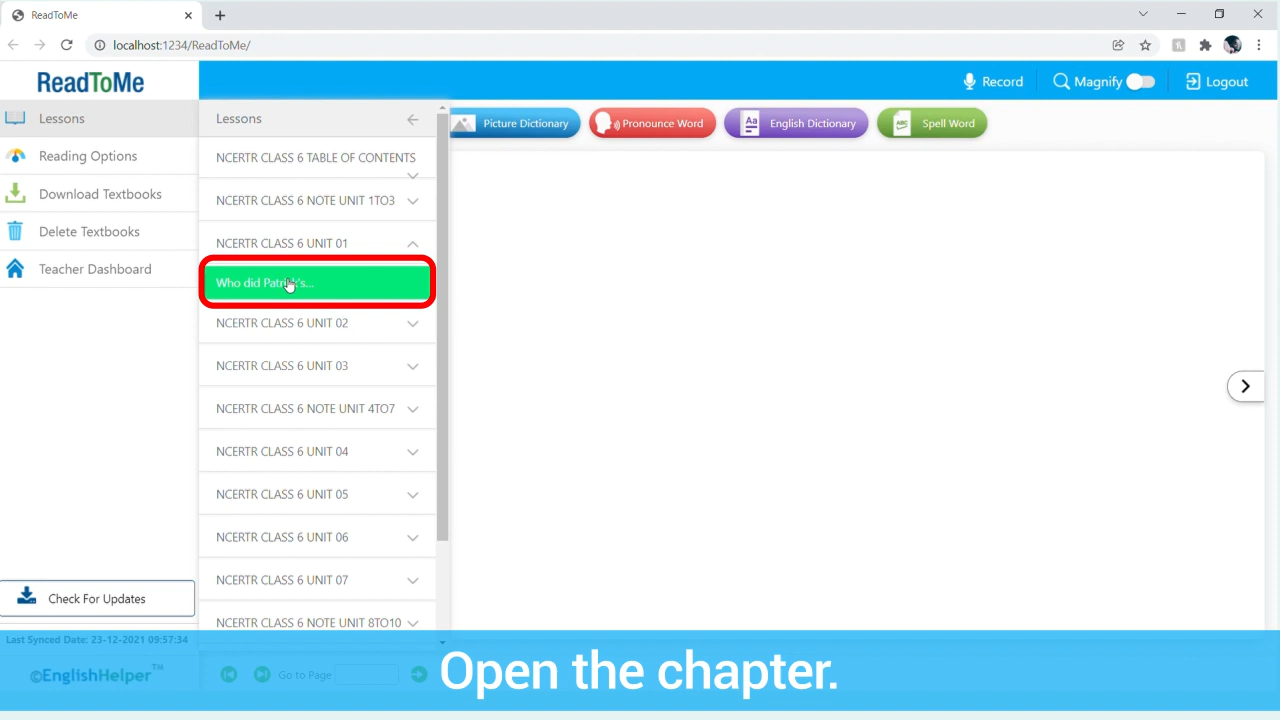 ReadToMe
localhost:1234/ReadToMe/
ReadToMe
Record
Magnify
Logout
Lessons
Reading Options
Download Textbooks
Delete Textbooks
Teacher Dashboard
Check For Updates
Last Synced Date: 23-12-2021 09:57:34
©EnglishHelper™
Lessons
NCERTR CLASS 6 TABLE OF CONTENTS
NCERTR CLASS 6 NOTE UNIT 1TO3
NCERTR CLASS 6 UNIT 01
Who did Patrick's...
NCERTR CLASS 6 UNIT 02
NCERTR CLASS 6 UNIT 03
NCERTR CLASS 6 NOTE UNIT 4TO7
NCERTR CLASS 6 UNIT 04
NCERTR CLASS 6 UNIT 05
NCERTR CLASS 6 UNIT 06
NCERTR CLASS 6 UNIT 07
NCERTR CLASS 6 NOTE UNIT 8TO10
Picture Dictionary
Pronounce Word
Aa
English Dictionary
ABC
Spell Word
Go to Page
Open the chapter.